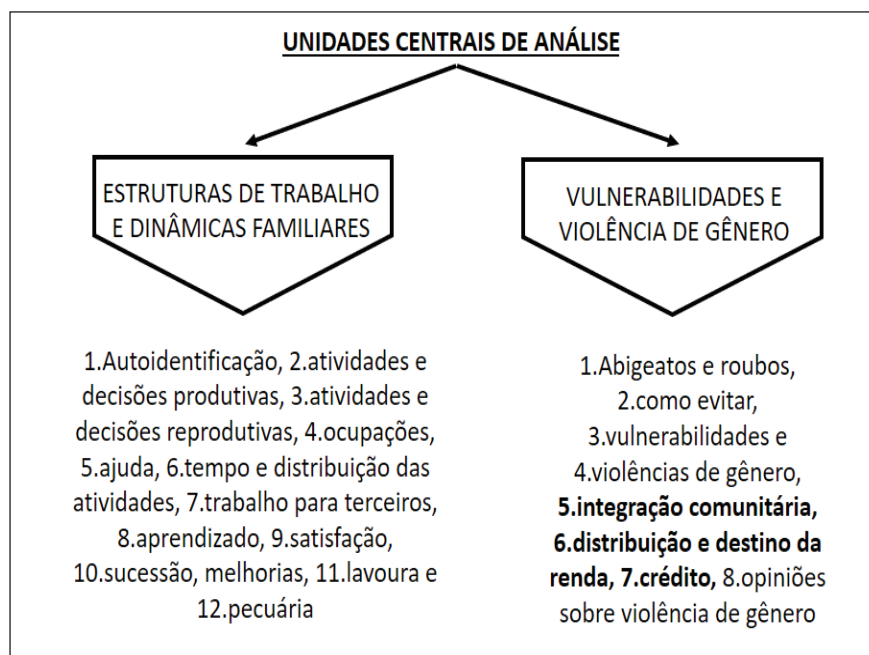 UNIDADES CENTRAIS DE ANÁLISE
ESTRUTURAS DE TRABALHO
E DINÂMICAS FAMILIARES
1.Autoidentificação, 2.atividades e
decisões produtivas, 3.atividades e
decisões reprodutivas, 4.ocupações,
5.ajuda, 6.tempo e distribuição das
atividades, 7.trabalho para terceiros,
8.aprendizado, 9.satisfação,
10.sucessão, melhorias, 11.lavoura e
12.pecuária
VULNERABILIDADES E
VIOLÊNCIA DE GÊNERO
1.Abigeatos e roubos,
2.como evitar,
3.vulnerabilidades e
4.violências de gênero,
5.integração comunitária,
6.distribuição e destino da
renda, 7.crédito, 8.opiniões
sobre violência de gênero